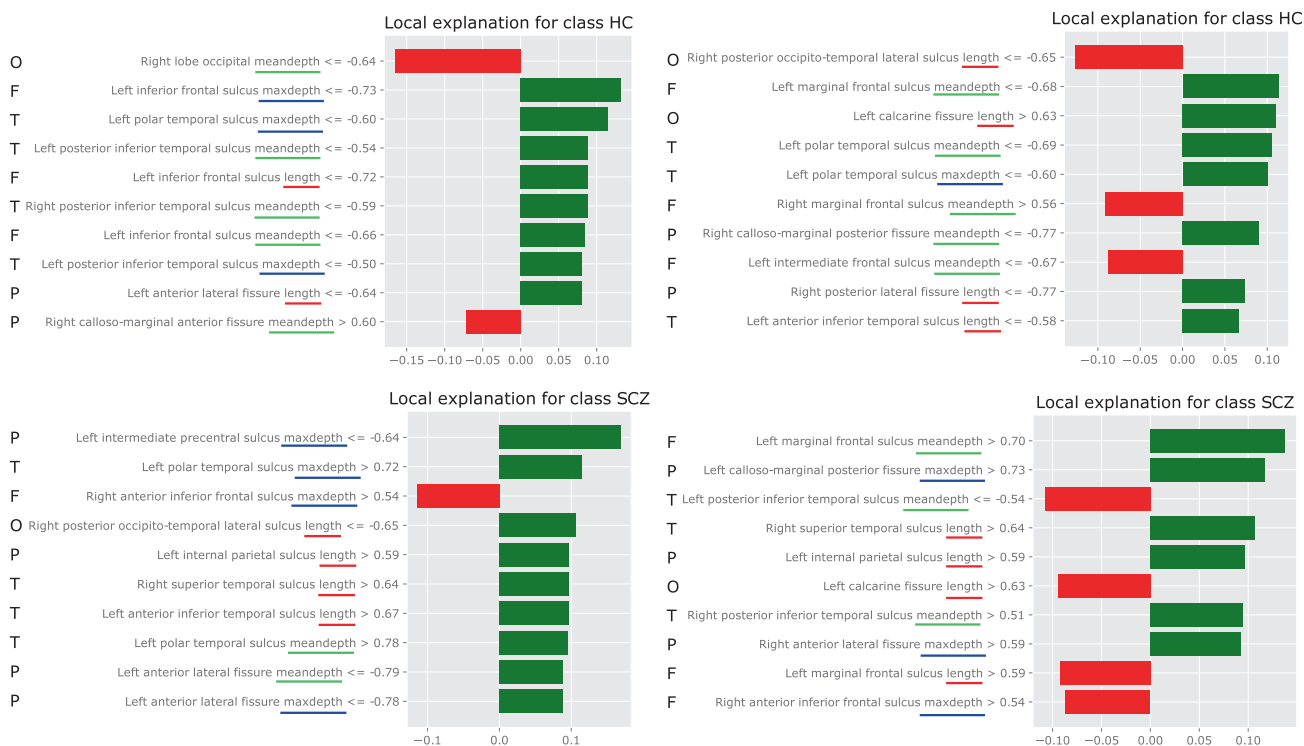 Local explanation for class HC
O Right lobe occipital meandepth <= -0.64
F Left inferior frontal sulcus maxdepth <= -0.73
T Left polar temporal sulcus maxdepth <= -0.60
T Left posterior inferior temporal sulcus meandepth <= -0.54
F Left inferior frontal sulcus length <= -0.72
T Right posterior inferior temporal sulcus meandepth <= -0.59
F Left inferior frontal sulcus meandepth <= -0.66
T Left posterior inferior temporal sulcus maxdepth <= -0.50
P Left anterior lateral fissure length <= -0.64
P Right calloso-marginal anterior fissure meandepth > 0.60
−0.15 −0.10 −0.05 0.00 0.05 0.10
Local explanation for class HC
O Right posterior occipito-temporal lateral sulcus length <= -0.65
F Left marginal frontal sulcus meandepth <= -0.68
O Left calcarine fissure length > 0.63
T Left polar temporal sulcus meandepth <= -0.69
T Left polar temporal sulcus maxdepth <= -0.60
F Right marginal frontal sulcus meandepth > 0.56
P Right calloso-marginal posterior fissure meandepth <= -0.77
F Left intermediate frontal sulcus meandepth <= -0.67
P Right posterior lateral fissure length <= -0.77
T Left anterior inferior temporal sulcus length <= -0.58
−0.10 −0.05 0.00 0.05 0.10
Local explanation for class SCZ
P Left intermediate precentral sulcus maxdepth <= -0.64
T Left polar temporal sulcus maxdepth > 0.72
F Right anterior inferior frontal sulcus maxdepth > 0.54
O Right posterior occipito-temporal lateral sulcus length <= -0.65
P Left internal parietal sulcus length > 0.59
T Right superior temporal sulcus length > 0.64
T Left anterior inferior temporal sulcus length > 0.67
T Left polar temporal sulcus meandepth > 0.78
P Left anterior lateral fissure meandepth <= -0.79
P Left anterior lateral fissure maxdepth <= -0.78
−0.1 0.0 0.1
Local explanation for class SCZ
F Left marginal frontal sulcus meandepth > 0.70
P Left calloso-marginal posterior fissure maxdepth > 0.73
T Left posterior inferior temporal sulcus meandepth <= -0.54
T Right superior temporal sulcus length > 0.64
P Left internal parietal sulcus length > 0.59
O Left calcarine fissure length > 0.63
T Right posterior inferior temporal sulcus meandepth > 0.51
P Right anterior lateral fissure maxdepth > 0.59
F Left marginal frontal sulcus length > 0.59
F Right anterior inferior frontal sulcus maxdepth > 0.54
−0.10 −0.05 0.00 0.05 0.10